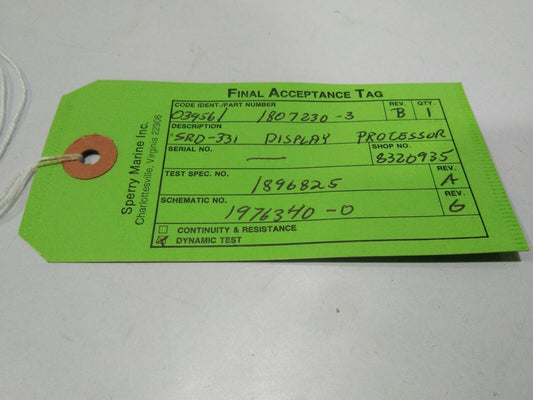 FINAL ACCEPTANCE TAG
CODE IDENT./PART NUMBER REV. QTY.
03956/ 1807230-3 B 1
DESCRIPTION
SRD-331 DISPLAY PROCESSOR
SERIAL NO. SHOP NO.
— 8320935
TEST SPEC. NO. REV.
1896825 A
SCHEMATIC NO. REV.
1976340-0 G
CONTINUITY & RESISTANCE
DYNAMIC TEST
Sperry Marine Inc.
Charlottesville, Virginia 22906